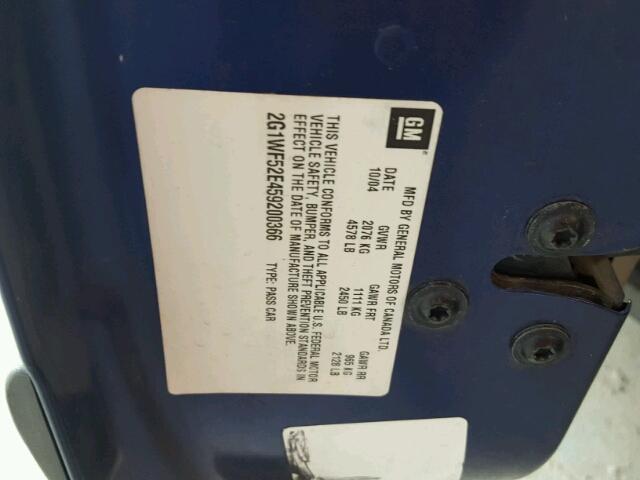 GM
MFD BY GENERAL MOTORS OF CANADA LTD.
DATE GVWR GAWR FRT GAWR RR
10/04 2076 KG 1111 KG 965 KG
4578 LB 2450 LB 2128 LB
THIS VEHICLE CONFORMS TO ALL APPLICABLE U.S. FEDERAL MOTOR
VEHICLE SAFETY, BUMPER, AND THEFT PREVENTION STANDARDS IN
EFFECT ON THE DATE OF MANUFACTURE SHOWN ABOVE.
2G1WF52E459200366 TYPE: PASS CAR